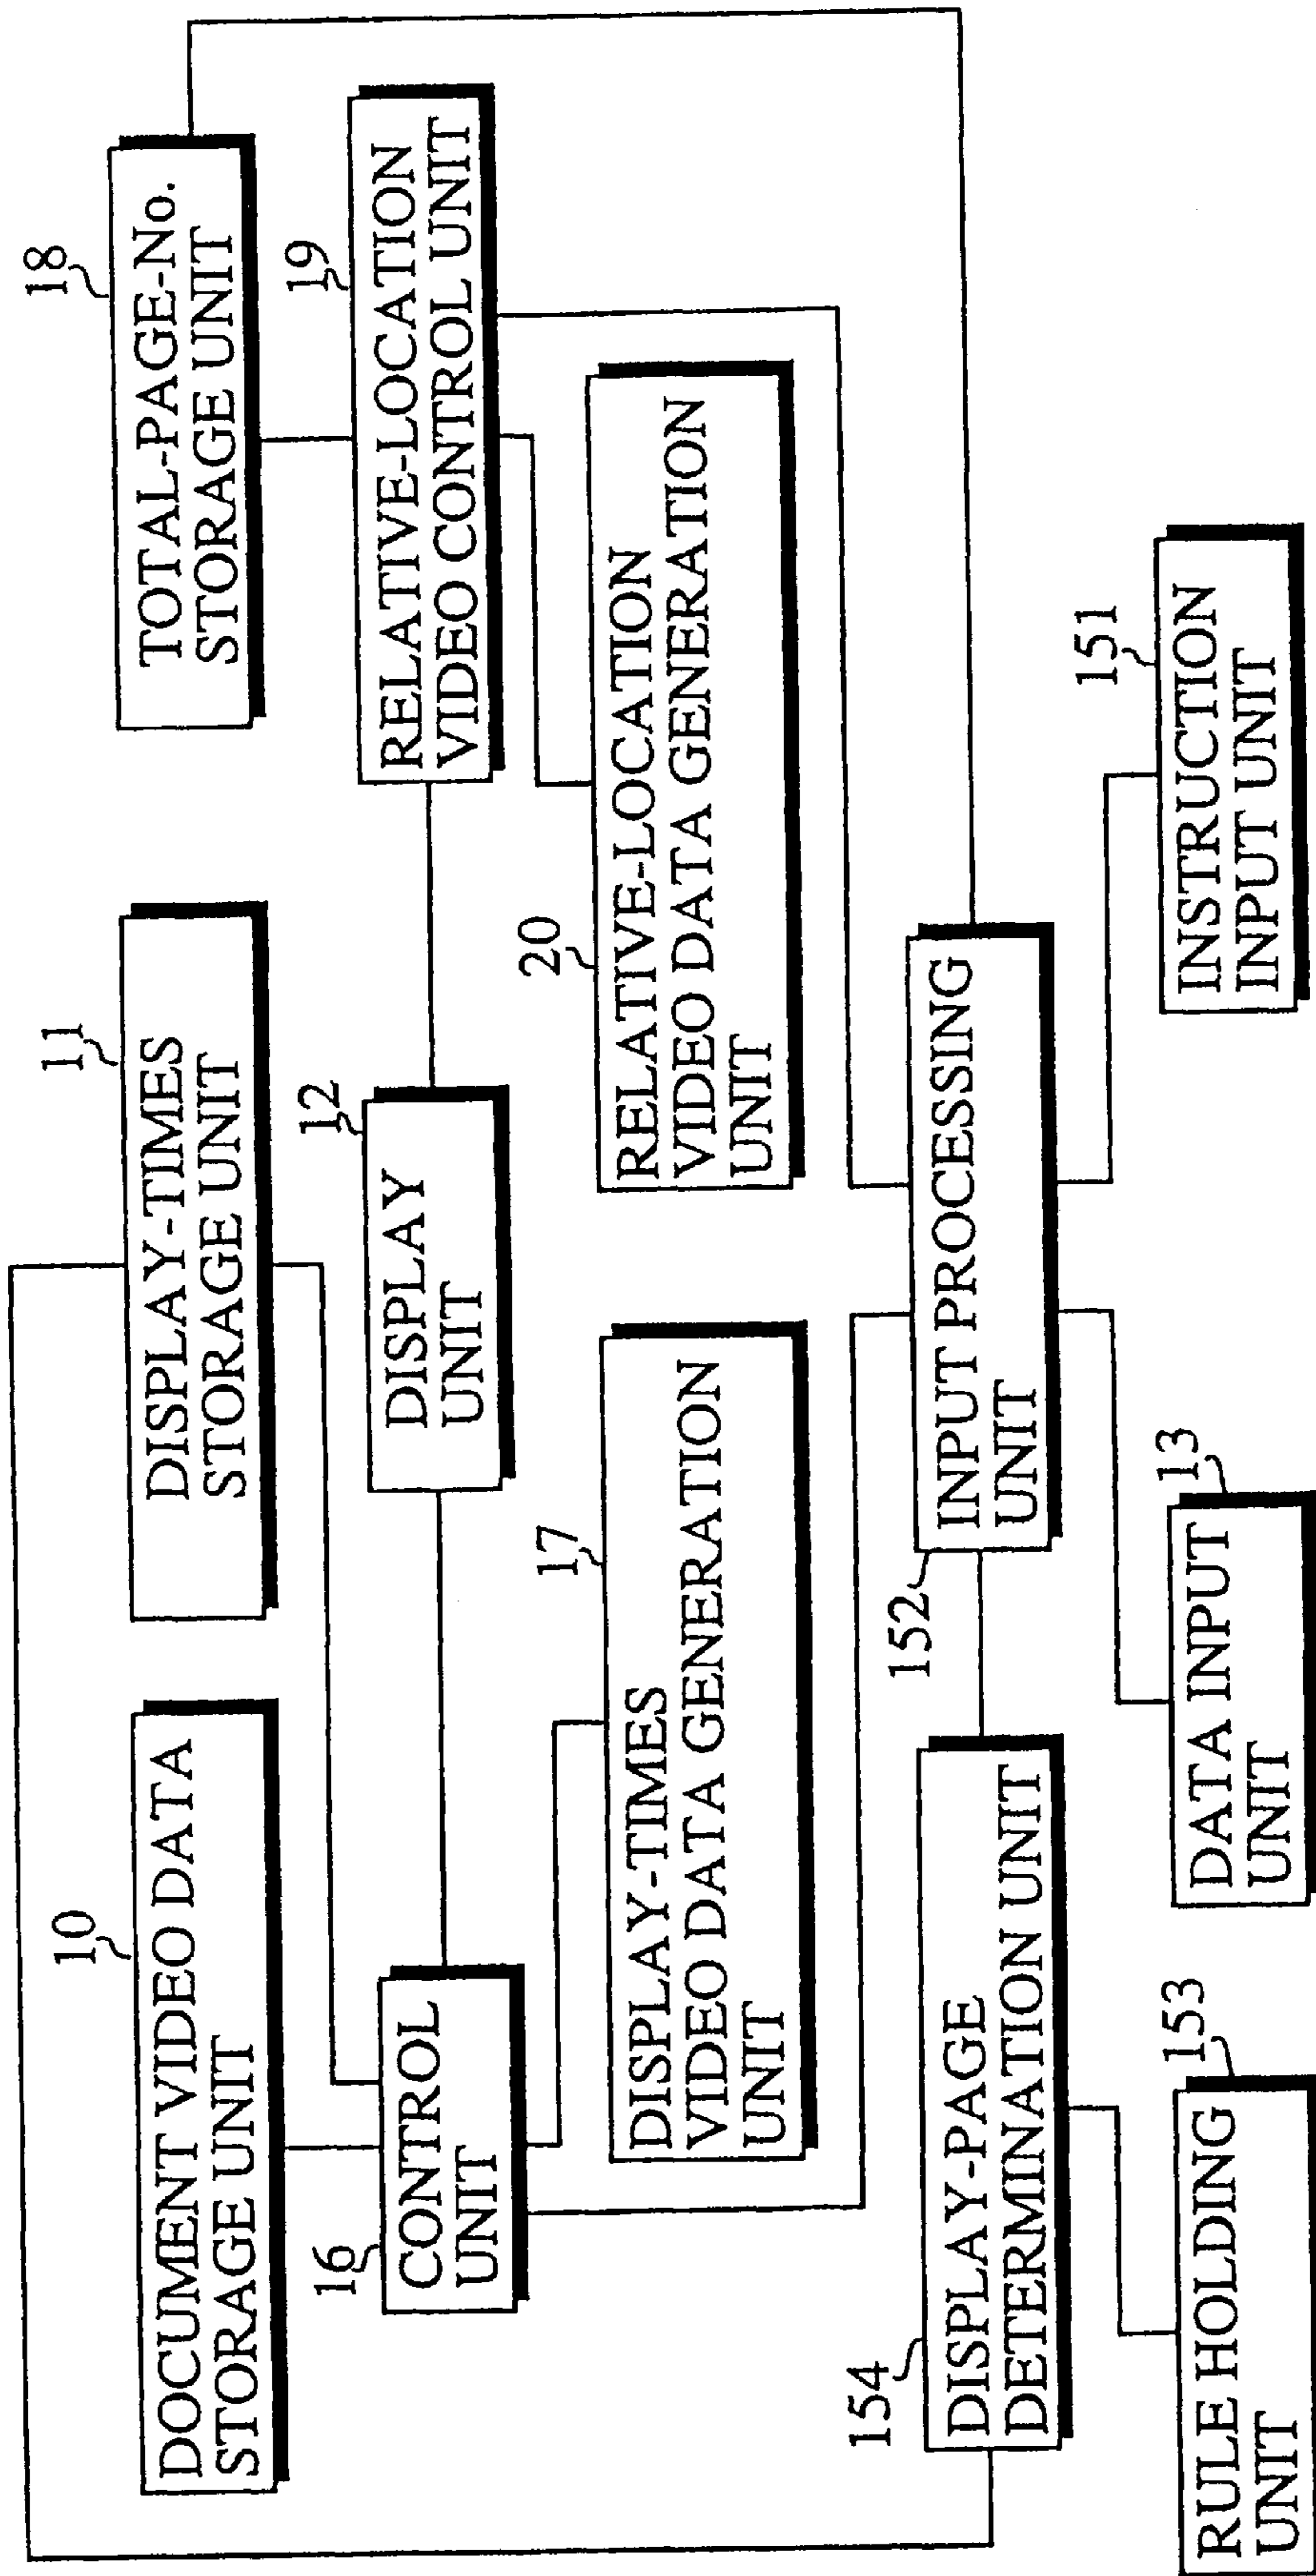 10
DOCUMENT VIDEO DATA
STORAGE UNIT
11
DISPLAY-TIMES
STORAGE UNIT
18
TOTAL-PAGE-No.
STORAGE UNIT
16
CONTROL
UNIT
12
DISPLAY
UNIT
19
RELATIVE-LOCATION
VIDEO CONTROL UNIT
17
DISPLAY-TIMES
VIDEO DATA GENERATION
UNIT
20
RELATIVE-LOCATION
VIDEO DATA GENERATION
UNIT
154
DISPLAY-PAGE
DETERMINATION UNIT
152
INPUT PROCESSING
UNIT
153
RULE HOLDING
UNIT
13
DATA INPUT
UNIT
151
INSTRUCTION
INPUT UNIT